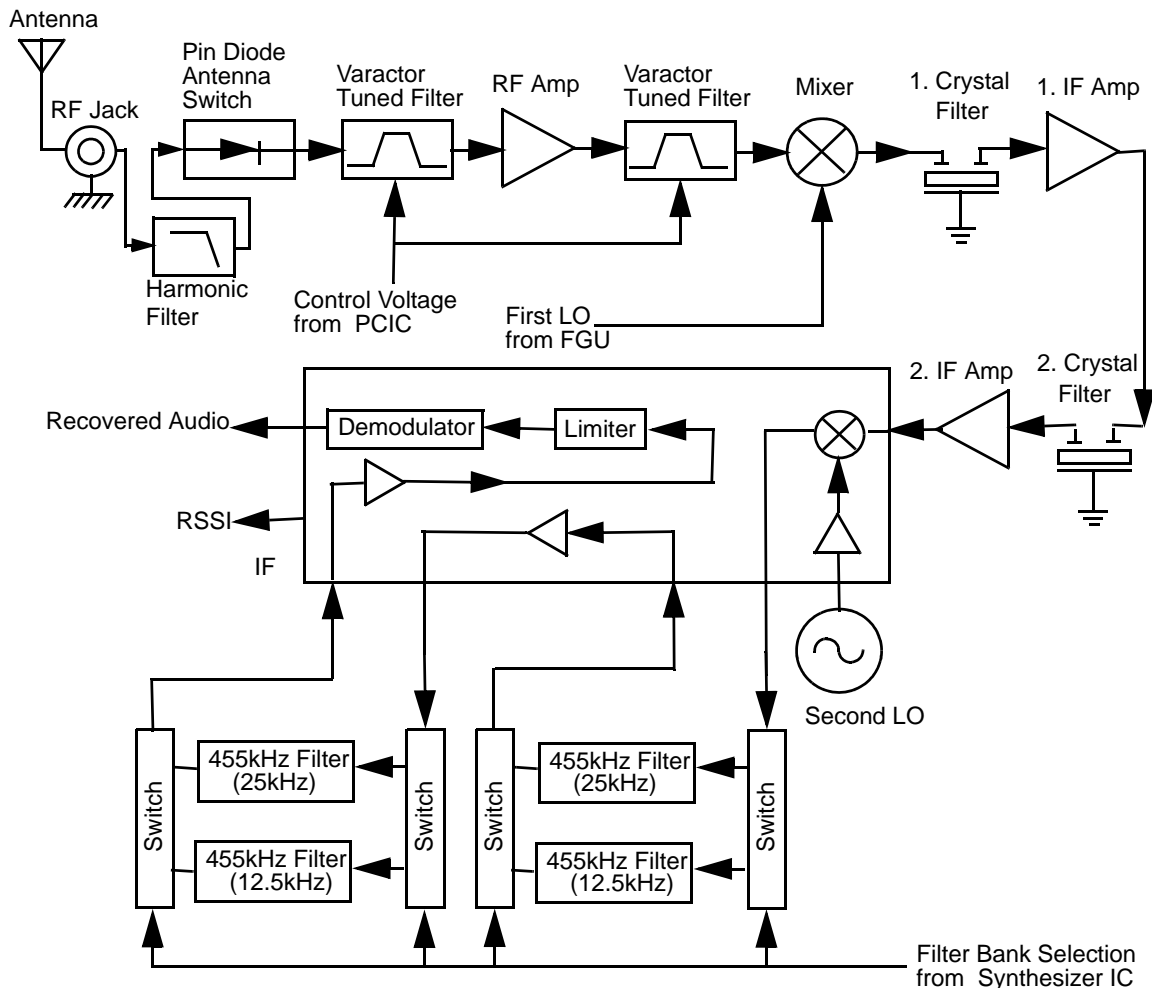 Antenna
RF Jack
Pin Diode
Antenna
Switch
Varactor
Tuned Filter
RF Amp
Varactor
Tuned Filter
Mixer
1. Crystal
Filter
1. IF Amp
Harmonic
Filter
Control Voltage
from PCIC
First LO
from FGU
2. IF Amp
2. Crystal
Filter
Recovered Audio
Demodulator
Limiter
RSSI
IF
Second LO
Switch
455kHz Filter
(25kHz)
455kHz Filter
(12.5kHz)
Switch
Switch
455kHz Filter
(25kHz)
455kHz Filter
(12.5kHz)
Switch
Filter Bank Selection
from Synthesizer IC